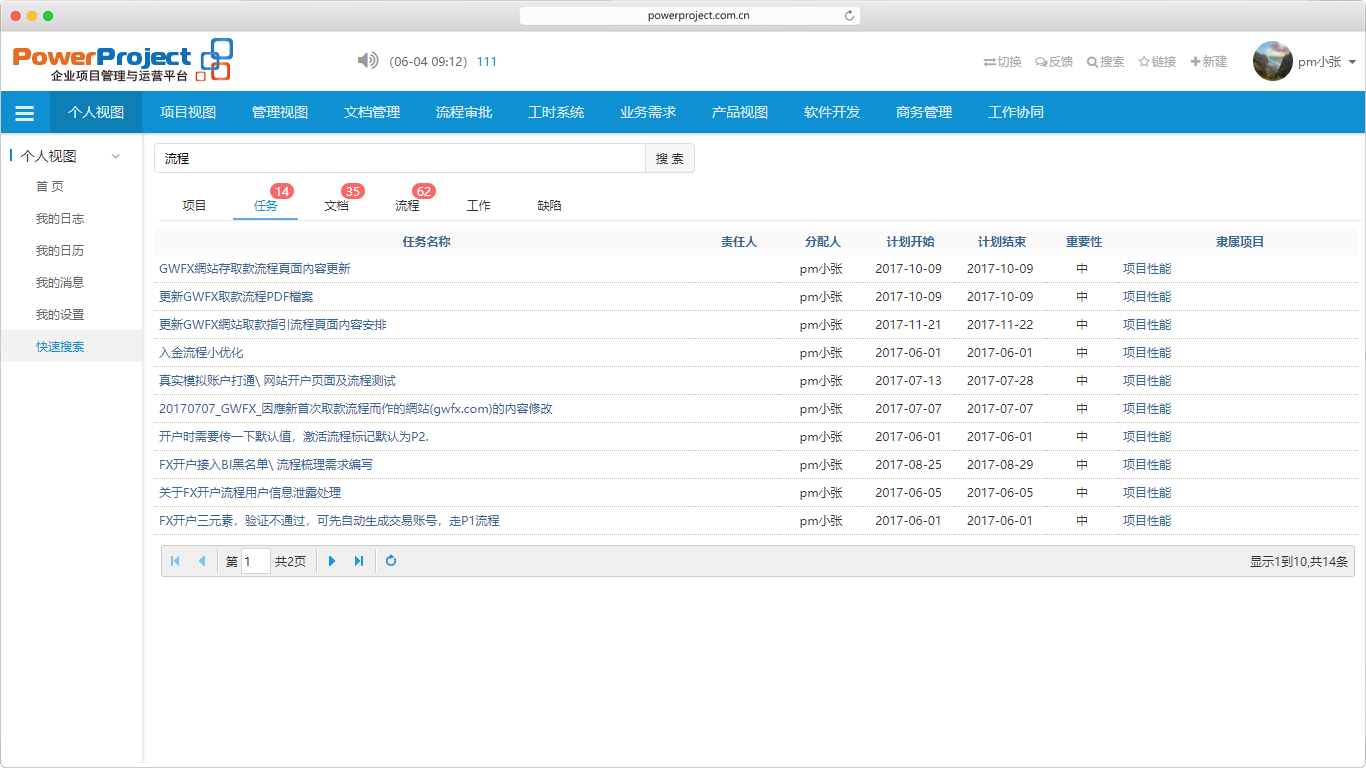 powerproject.com.cn
PowerProject
企业项目管理与运营平台
(06-04 09:12) 111
切换 反馈 搜索 链接 新建
pm小张
个人视图 项目视图 管理视图 文档管理 流程审批 工时系统 业务需求 产品视图 软件开发 商务管理 工作协同
个人视图
首 页
我的日志
我的日历
我的消息
我的设置
快速搜索
流程 搜 索
14 35 62
项目 任务 文档 流程 工作 缺陷
任务名称 责任人 分配人 计划开始 计划结束 重要性 隶属项目
GWFX網站存取款流程頁面内容更新 pm小张 2017-10-09 2017-10-09 中 项目性能
更新GWFX取款流程PDF檔案 pm小张 2017-10-09 2017-10-09 中 项目性能
更新GWFX網站取款指引流程頁面内容安排 pm小张 2017-11-21 2017-11-22 中 项目性能
入金流程小优化 pm小张 2017-06-01 2017-06-01 中 项目性能
真实模拟账户打通\ 网站开户页面及流程测试 pm小张 2017-07-13 2017-07-28 中 项目性能
20170707_GWFX_因應新首次取款流程而作的網站(gwfx.com)的内容修改 pm小张 2017-07-07 2017-07-07 中 项目性能
开户时需要传一下默认值，激活流程标记默认为P2. pm小张 2017-06-01 2017-06-01 中 项目性能
FX开户接入BI黑名单\ 流程梳理需求编写 pm小张 2017-08-25 2017-08-29 中 项目性能
关于FX开户流程用户信息泄露处理 pm小张 2017-06-05 2017-06-05 中 项目性能
FX开户三元素，验证不通过，可先自动生成交易账号，走P1流程 pm小张 2017-06-01 2017-06-01 中 项目性能
第 1 共2页 显示1到10,共14条